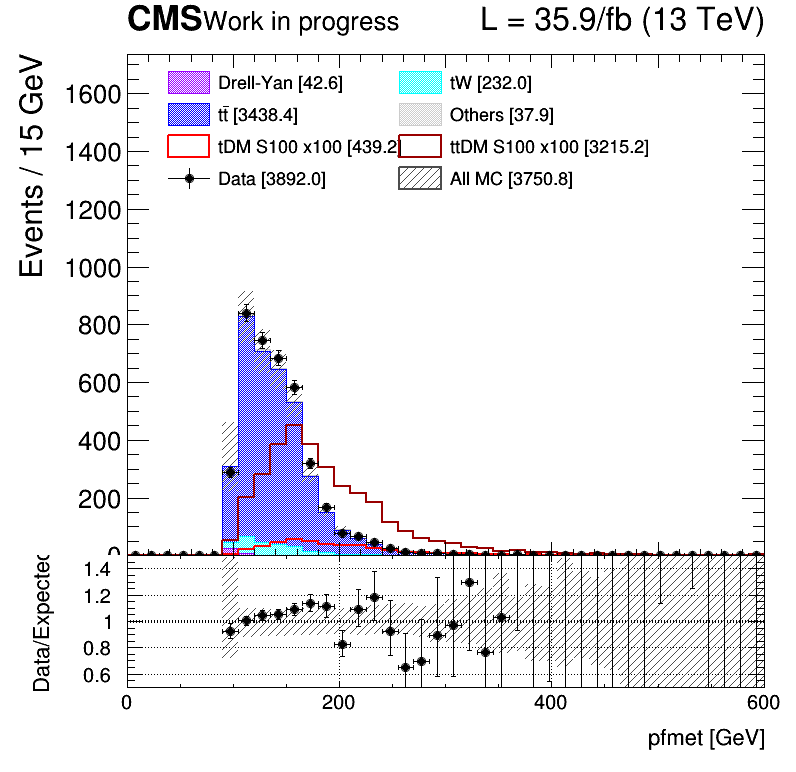 CMS Work in progress L = 35.9/fb (13 TeV)
Events / 15 GeV
1600
1400
1200
1000
800
600
400
200
0
Drell-Yan [42.6] tW [232.0]
tt̄ [3438.4] Others [37.9]
tDM S100 x100 [439.2] ttDM S100 x100 [3215.2]
Data [3892.0] All MC [3750.8]
Data/Expected
1.4
1.2
1
0.8
0.6
0 200 400 600
pfmet [GeV]